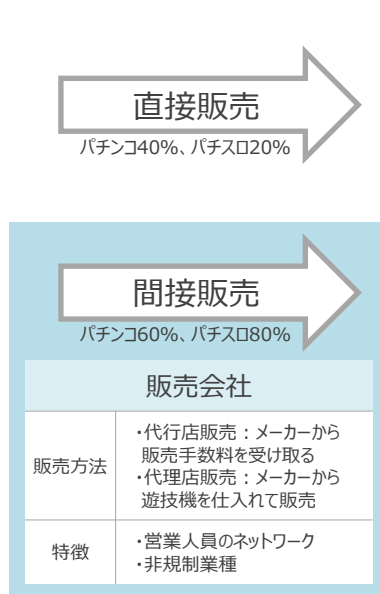 直接販売
パチンコ40%、パチスロ20%
間接販売
パチンコ60%、パチスロ80%
販売会社
販売方法
・代行店販売：メーカーから
販売手数料を受け取る
・代理店販売：メーカーから
遊技機を仕入れて販売
特徴
・営業人員のネットワーク
・非規制業種